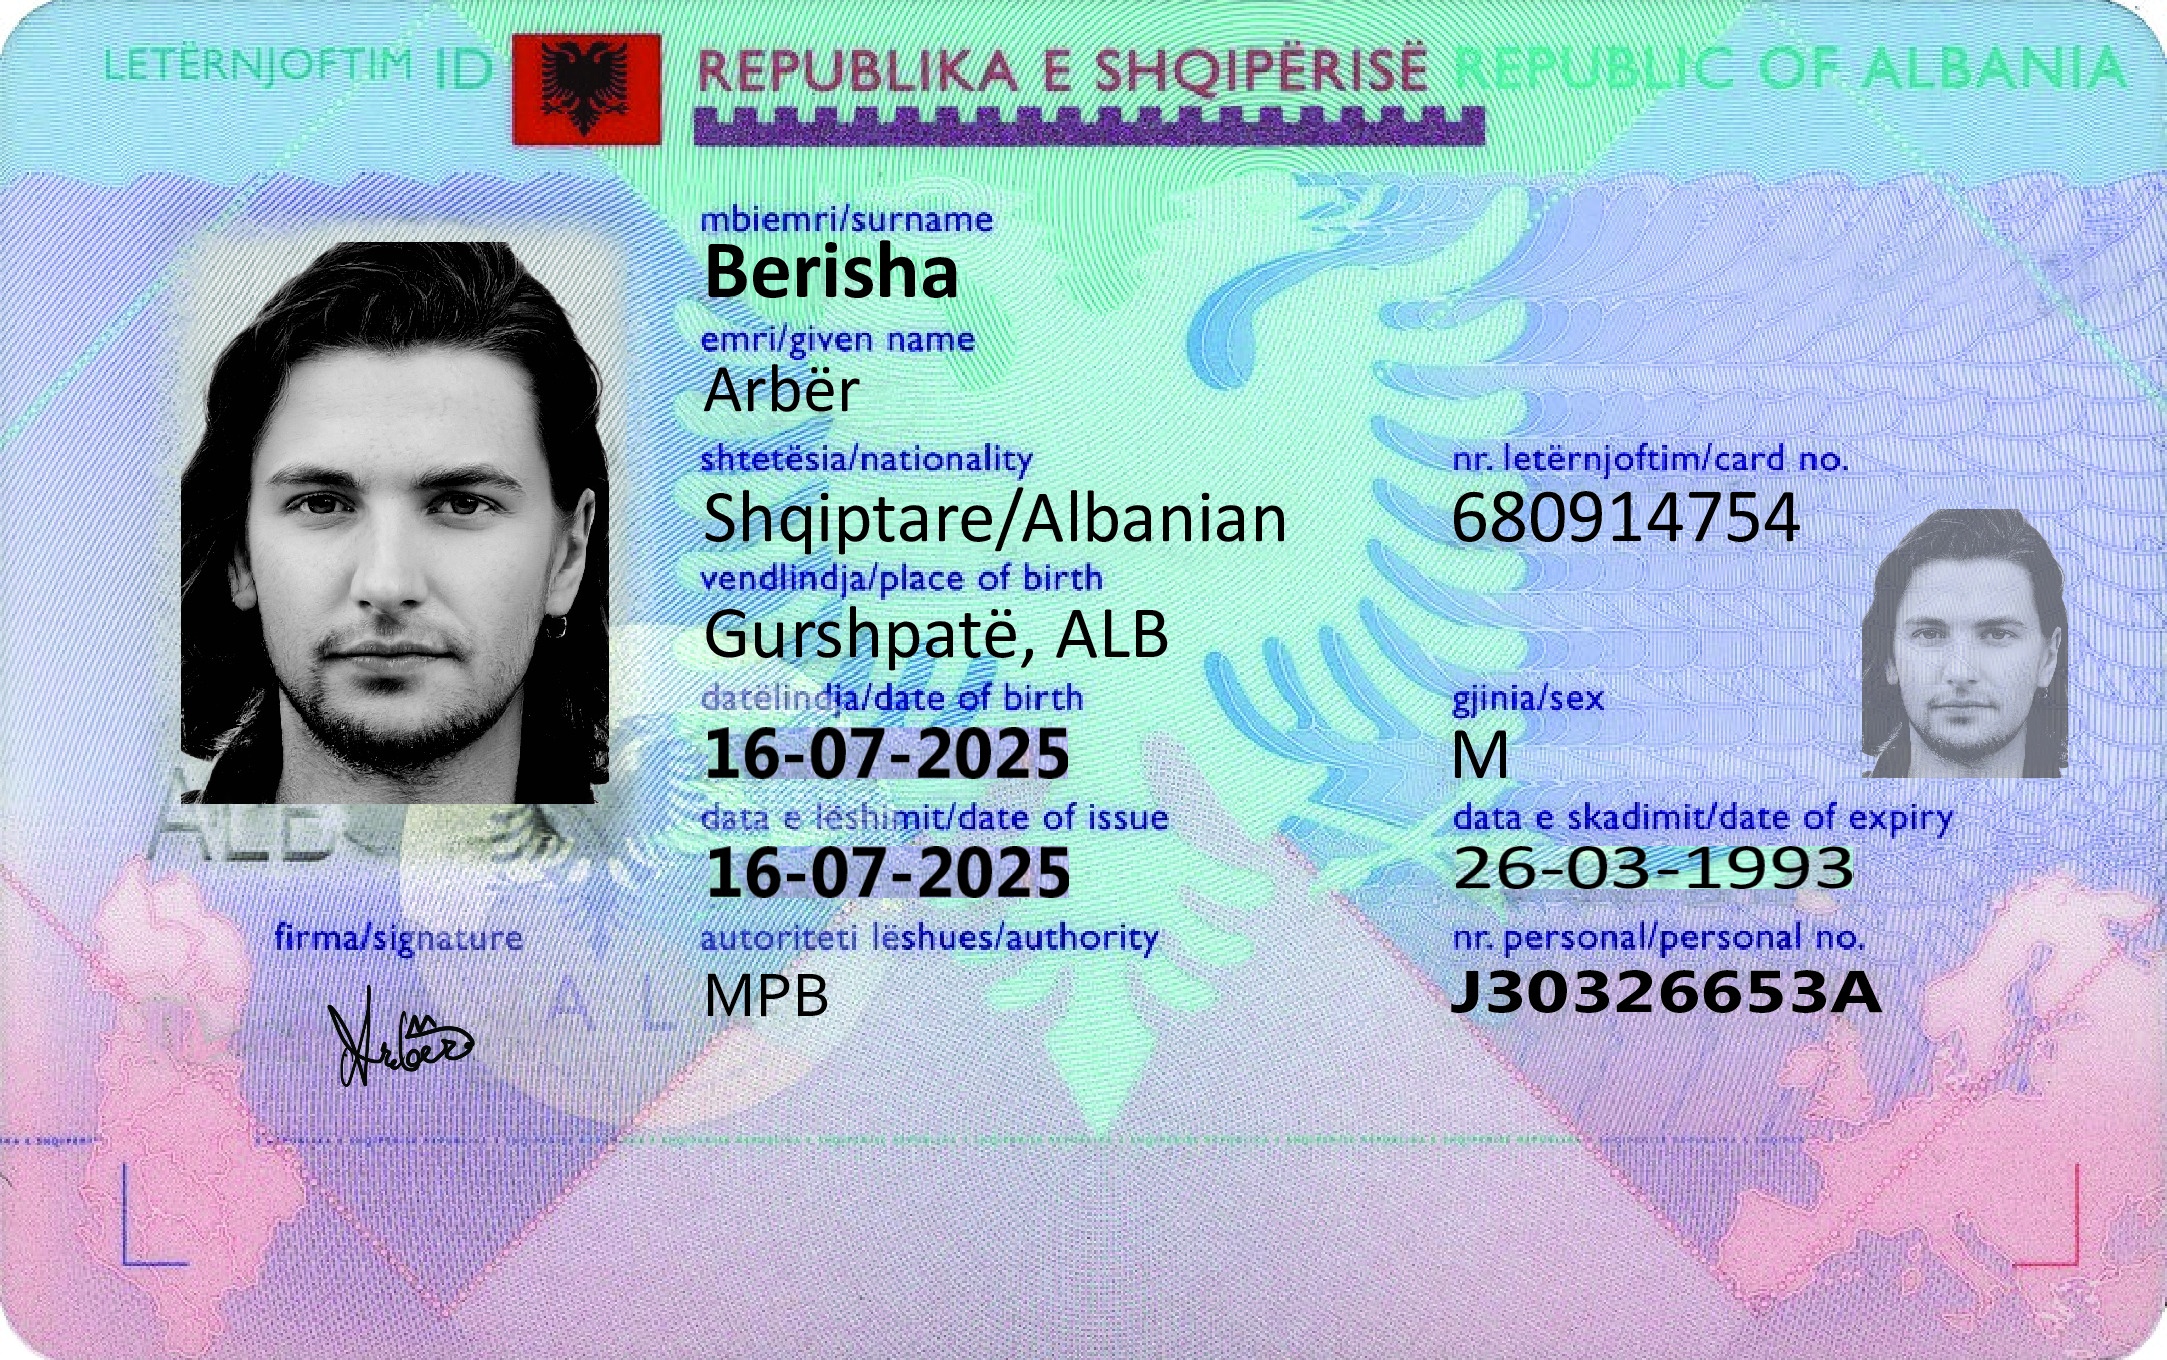 LETËRNJOFTIM ID REPUBLIKA E SHQIPËRISË REPUBLIC OF ALBANIA
mbiemri/surname
Berisha
emri/given name
Arbër
shtetësia/nationality nr. letërnjoftim/card no.
Shqiptare/Albanian 680914754
vendlindja/place of birth
Gurshpatë, ALB
datëlindja/date of birth gjinia/sex
16-07-2025 M
data e lëshimit/date of issue data e skadimit/date of expiry
16-07-2025 26-03-1993
ALB
firma/signature autoriteti lëshues/authority nr. personal/personal no.
MPB J30326653A
Arbër
A L